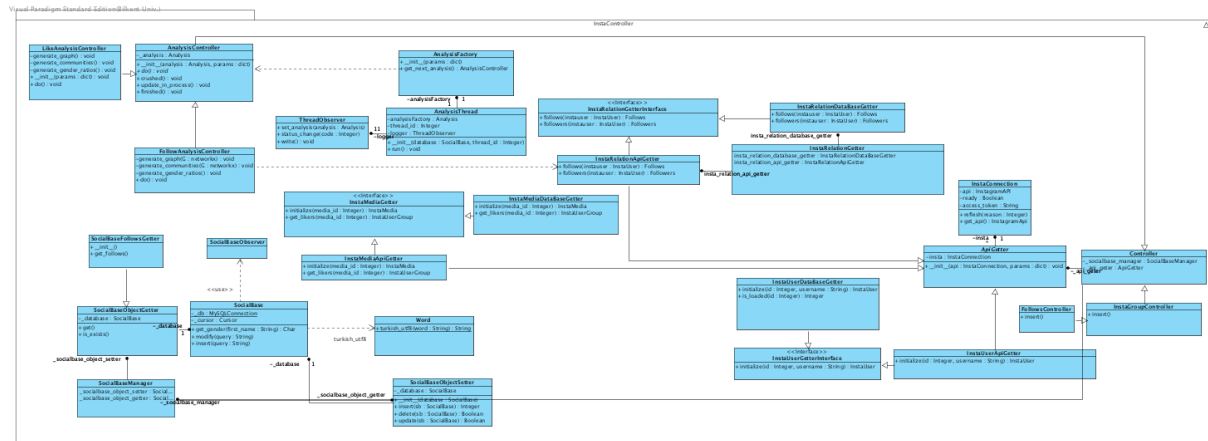 Visual Paradigm Standard Edition(Bilkent Univ.)
InstaController
LikeAnalysisController
-generate_graph() : void
-generate_communities() : void
-generate_gender_ratios() : void
+__init__(params : dict)
+do() : void
AnalysisController
-_analysis : Analysis
+__init__(analysis : Analysis, params : dict)
+do() : void
+crushed() : void
+update_in_process() : void
+finished() : void
AnalysisFactory
+__init__(params : dict)
+get_next_analysis() : AnalysisController
-analysisFactory
1
1
AnalysisThread
-analysisFactory : Analysis
-thread_id : Integer
-logger : ThreadObserver
+__init__(database : SocialBase, thread_id : Integer)
+run() : void
ThreadObserver
+set_analysis(analysis : Analysis)
+status_change(code : Integer)
+write() : void
11
-logger
FollowAnalysisController
-generate_graph(G : networkx) : void
-generate_communities(G : networkx) : void
-generate_gender_ratios() : void
+do() : void
<<Interface>>
InstaRelationGetterInterface
+follows(instauser : InstaUser) : Follows
+followers(instauser : InstaUser) : Followers
InstaRelationDataBaseGetter
+follows(instauser : InstaUser) : Follows
+followers(instauser : InstaUser) : Followers
insta_relation_database_getter
InstaRelationGetter
insta_relation_database_getter : InstaRelationDataBaseGetter
insta_relation_api_getter : InstaRelationApiGetter
InstaRelationApiGetter
+follows(instauser : InstaUser) : Follows
+followers(instauser : InstaUser) : Followers
insta_relation_api_getter
<<Interface>>
InstaMediaGetter
+initialize(media_id : Integer) : InstaMedia
+get_likers(media_id : Integer) : InstaUserGroup
InstaMediaDataBaseGetter
+initialize(media_id : Integer) : InstaMedia
+get_likers(media_id : Integer) : InstaUserGroup
InstaMediaApiGetter
+initialize(media_id : Integer) : InstaMedia
+get_likers(media_id : Integer) : InstaUserGroup
InstaConnection
-api : InstagramAPI
-ready : Boolean
-access_token : String
+refresh(reason : Integer)
+get_api() : InstagramApi
-insta
1
ApiGetter
-insta : InstaConnection
+__init__(api : InstaConnection, params : dict) : void
-_api_getter
Controller
-_socialbase_manager : SocialBaseManager
-_api_getter : ApiGetter
SocialBaseFollowsGetter
+__init__()
+get_follows()
SocialBaseObserver
<<use>>
SocialBaseObjectGetter
-_database : SocialBase
+get()
+is_exists()
-_database
1
SocialBase
-_db : MySQLConnection
-_cursor : Cursor
+get_gender(first_name : String) : Char
+modify(query : String)
+insert(query : String)
Word
+turkish_utf8(word : String) : String
turkish_utf8
InstaUserDataBaseGetter
+initialize(id : Integer, username : String) : InstaUser
+is_loaded(id : Integer) : Integer
<<Interface>>
InstaUserGetterInterface
+initialize(id : Integer, username : String) : InstaUser
InstaUserApiGetter
+initialize(id : Integer, username : String) : InstaUser
FollowsController
+insert()
InstaGroupController
+insert()
_socialbase_object_setter
SocialBaseManager
_socialbase_object_setter : Social...
_socialbase_object_getter : Social...
-_socialbase_manager
-_database
1
_socialbase_object_getter
SocialBaseObjectSetter
-_database : SocialBase
+__init__(database : SocialBase)
+insert(sb : SocialBase) : Integer
+delete(sb : SocialBase) : Boolean
+update(sb : SocialBase) : Boolean